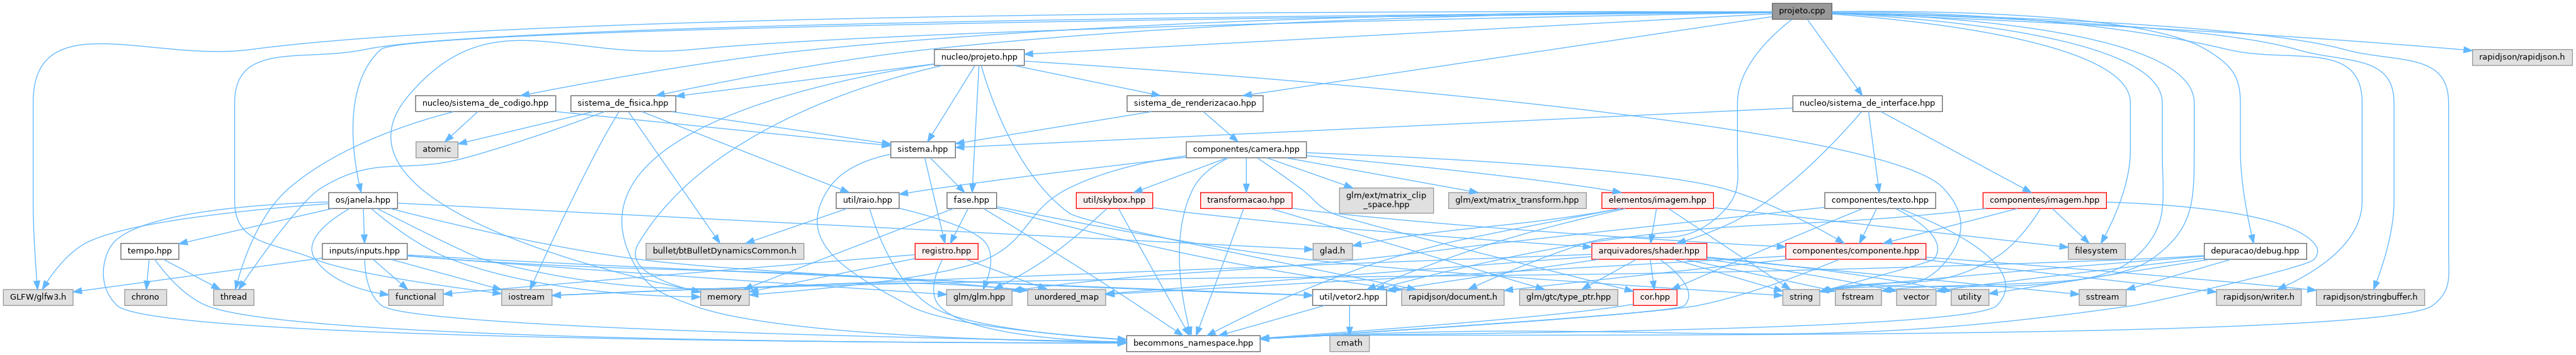 projeto.cpp
nucleo/projeto.hpp
rapidjson/rapidjson.h
nucleo/sistema_de_codigo.hpp
sistema_de_fisica.hpp
sistema_de_renderizacao.hpp
nucleo/sistema_de_interface.hpp
atomic
sistema.hpp
componentes/camera.hpp
os/janela.hpp
util/raio.hpp
fase.hpp
util/skybox.hpp
transformacao.hpp
glm/ext/matrix_clip
_space.hpp
glm/ext/matrix_transform.hpp
elementos/imagem.hpp
componentes/texto.hpp
componentes/imagem.hpp
tempo.hpp
inputs/inputs.hpp
bullet/btBulletDynamicsCommon.h
registro.hpp
glad.h
arquivadores/shader.hpp
componentes/componente.hpp
filesystem
depuracao/debug.hpp
GLFW/glfw3.h
chrono
thread
functional
iostream
memory
glm/glm.hpp
unordered_map
util/vetor2.hpp
rapidjson/document.h
glm/gtc/type_ptr.hpp
cor.hpp
string
fstream
vector
utility
sstream
rapidjson/writer.h
rapidjson/stringbuffer.h
becommons_namespace.hpp
cmath